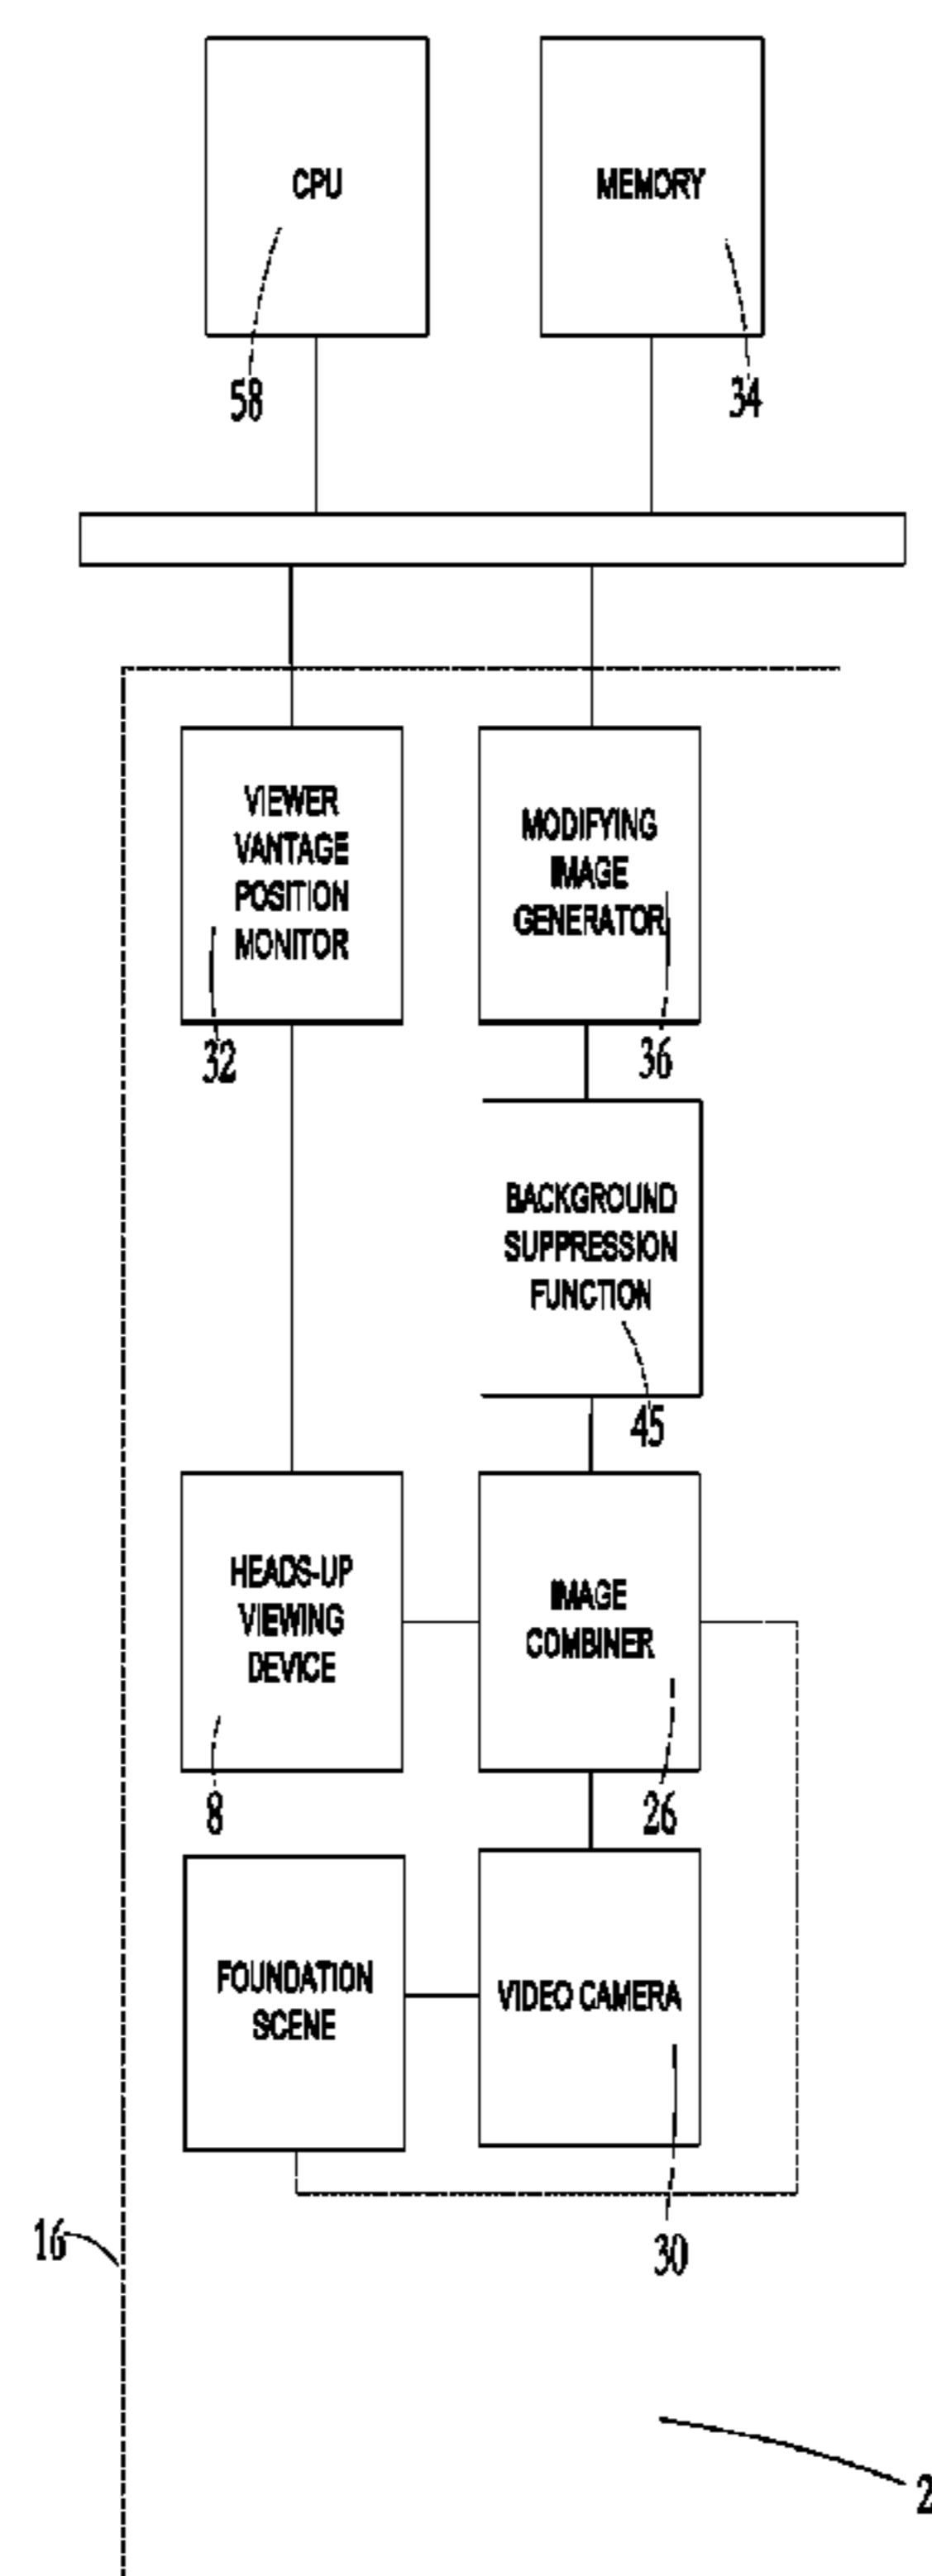 CPU
MEMORY
58
34
VIEWER
VANTAGE
POSITION
MONITOR
MODIFYING
IMAGE
GENERATOR
32
36
BACKGROUND
SUPPRESSION
FUNCTION
45
HEADS-UP
VIEWING
DEVICE
IMAGE
COMBINER
8
26
FOUNDATION
SCENE
VIDEO CAMERA
16
30
2